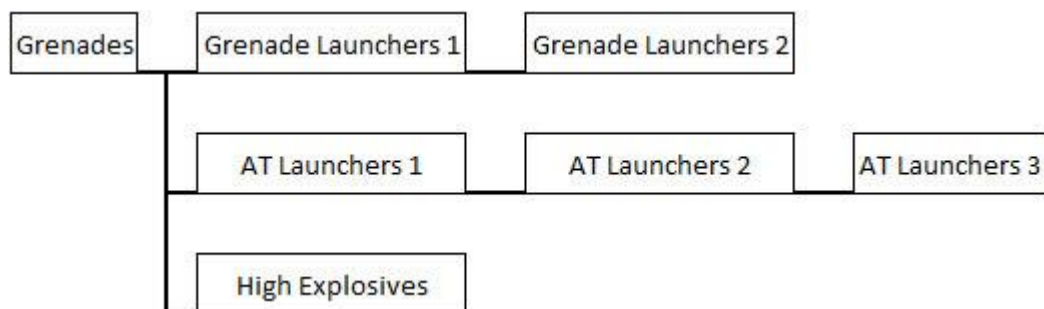 Grenades
Grenade Launchers 1
Grenade Launchers 2
AT Launchers 1
AT Launchers 2
AT Launchers 3
High Explosives